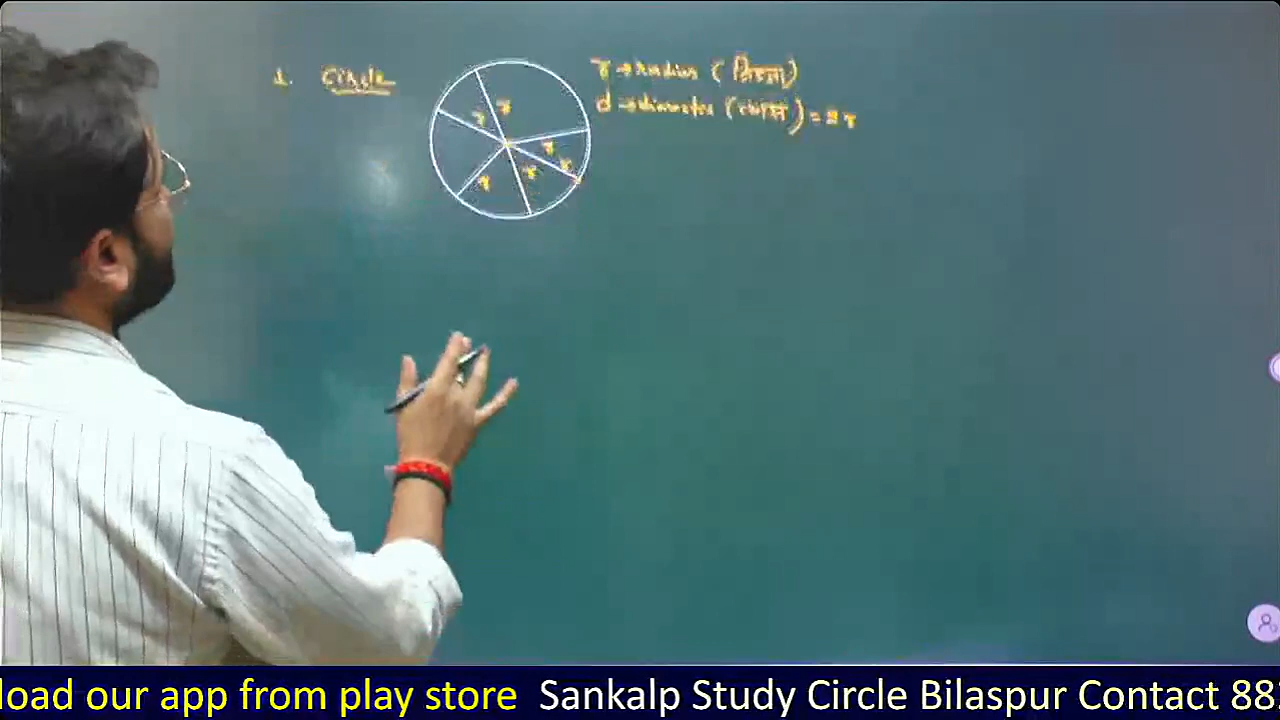 1. Circle
r → radius (त्रिज्या)
d → diameter (व्यास) = 2r
r r
r r
r r
load our app from play store Sankalp Study Circle Bilaspur Contact 88